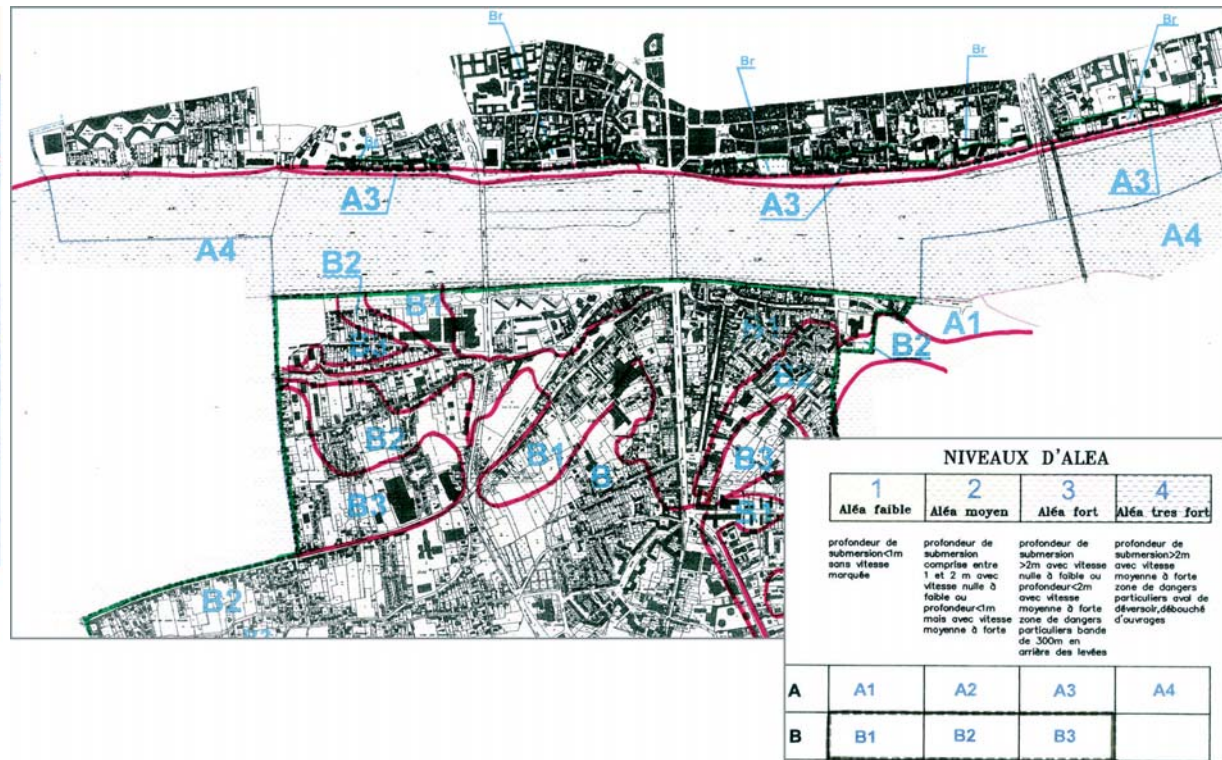 Br
Br
Br
Br
Br
A3
A3
A3
A4
A4
B2
B1
B3
A1
B1
B2
B2
B2
B1
B3
B3
B1
B
B2
NIVEAUX D'ALEA
1
Aléa faible
2
Aléa moyen
3
Aléa fort
4
Aléa tres fort
profondeur de
submersion<1m
sans vitesse
marquée
profondeur de
submersion
comprise entre
1 et 2 m avec
vitesse nulle à
faible ou
profondeur<1m
mais avec vitesse
moyenne à forte
profondeur de
submersion
>2m avec vitesse
nulle à faible ou
profondeur<2m
avec vitesse
moyenne à forte
zone de dangers
particuliers bande
de 300m en
arrière des levées
profondeur de
submersion>2m
avec vitesse
moyenne à forte
zone de dangers
particuliers aval de
déversoir,débouché
d'ouvrages
A A1 A2 A3 A4
B B1 B2 B3